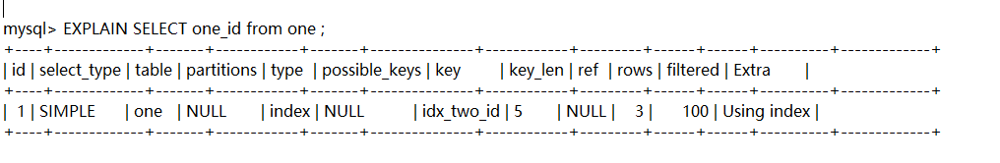 mysql> EXPLAIN SELECT one_id from one ;
+----+-------------+-------+------------+-------+---------------+------------+---------+------+------+----------+-------------+
| id | select_type | table | partitions | type | possible_keys | key | key_len | ref | rows | filtered | Extra |
+----+-------------+-------+------------+-------+---------------+------------+---------+------+------+----------+-------------+
| 1 | SIMPLE | one | NULL | index | NULL | idx_two_id | 5 | NULL | 3 | 100 | Using index |
+----+-------------+-------+------------+-------+---------------+------------+---------+------+------+----------+-------------+